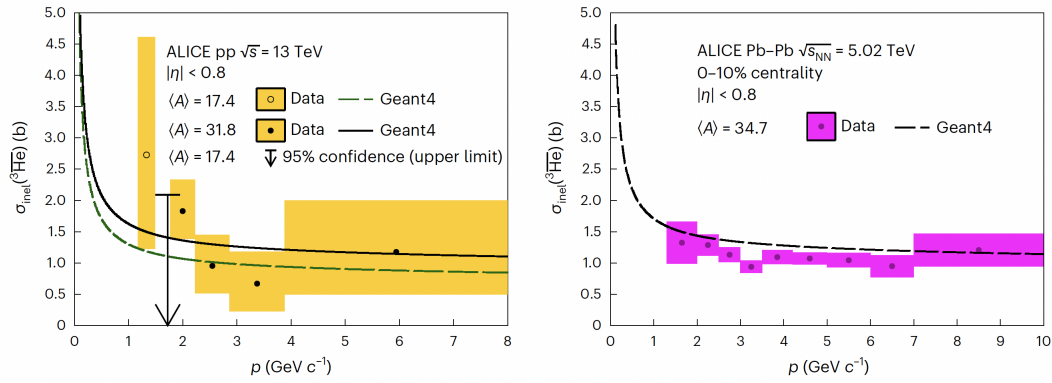 ALICE pp √s = 13 TeV
|η| < 0.8
⟨A⟩ = 17.4 Data Geant4
⟨A⟩ = 31.8 Data Geant4
⟨A⟩ = 17.4 95% confidence (upper limit)
σinel(³H̅e̅) (b)
5.0
4.5
4.0
3.5
3.0
2.5
2.0
1.5
1.0
0.5
0
0 1 2 3 4 5 6 7 8
p (GeV c⁻¹)
ALICE Pb–Pb √sNN = 5.02 TeV
0–10% centrality
|η| < 0.8
⟨A⟩ = 34.7 Data Geant4
σinel(³H̅e̅) (b)
5.0
4.5
4.0
3.5
3.0
2.5
2.0
1.5
1.0
0.5
0
0 1 2 3 4 5 6 7 8 9 10
p (GeV c⁻¹)